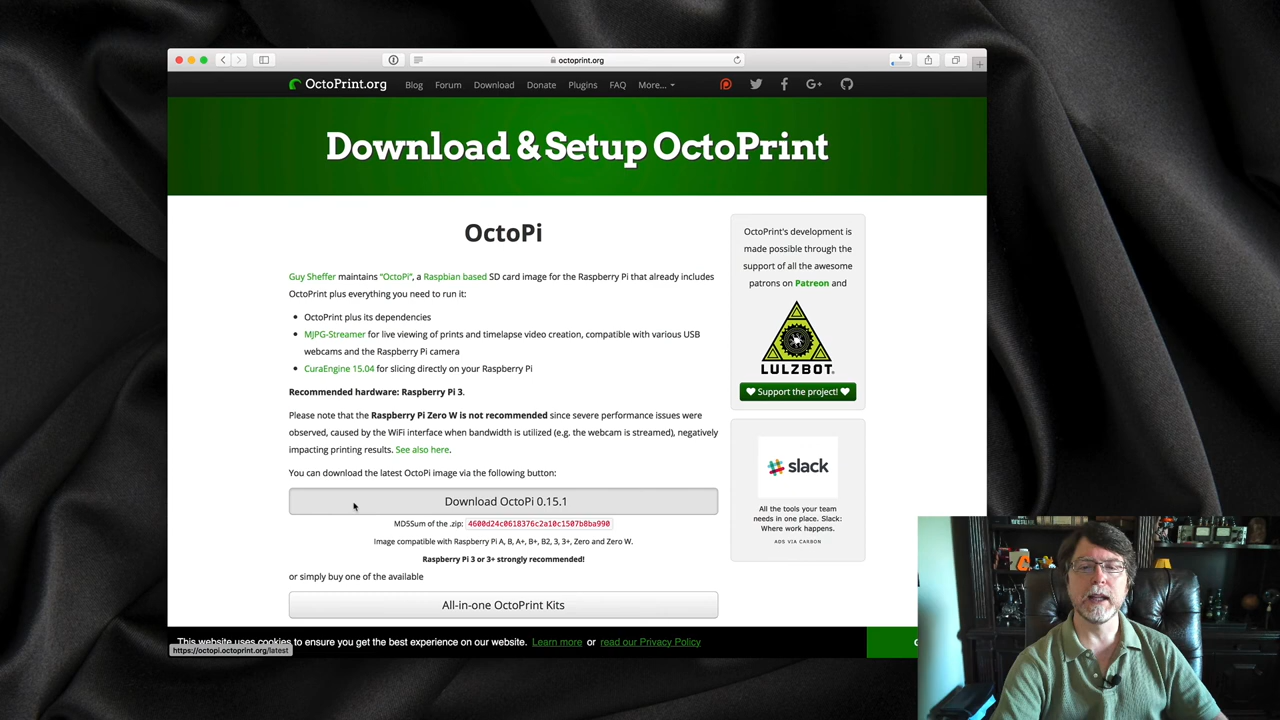 octoprint.org
OctoPrint.org Blog Forum Download Donate Plugins FAQ More... G+
Download & Setup OctoPrint
OctoPi
Guy Sheffer maintains “OctoPi”, a Raspbian based SD card image for the Raspberry Pi that already includes
OctoPrint plus everything you need to run it:
• OctoPrint plus its dependencies
• MJPG-Streamer for live viewing of prints and timelapse video creation, compatible with various USB
webcams and the Raspberry Pi camera
• CuraEngine 15.04 for slicing directly on your Raspberry Pi
Recommended hardware: Raspberry Pi 3.
Please note that the Raspberry Pi Zero W is not recommended since severe performance issues were
observed, caused by the WiFi interface when bandwidth is utilized (e.g. the webcam is streamed), negatively
impacting printing results. See also here.
You can download the latest OctoPi image via the following button:
Download OctoPi 0.15.1
MD5Sum of the .zip: 4600d24c0618376c2a10c1507b8ba990
Image compatible with Raspberry Pi A, B, A+, B+, B2, 3, 3+, Zero and Zero W.
Raspberry Pi 3 or 3+ strongly recommended!
or simply buy one of the available
All-in-one OctoPrint Kits
OctoPrint's development is
made possible through the
support of all the awesome
patrons on Patreon and
LULZBOT
Support the project!
slack
All the tools your team
needs in one place. Slack:
Where work happens.
ADS VIA CARBON
This website uses cookies to ensure you get the best experience on our website. Learn more or read our Privacy Policy
https://octopi.octoprint.org/latest